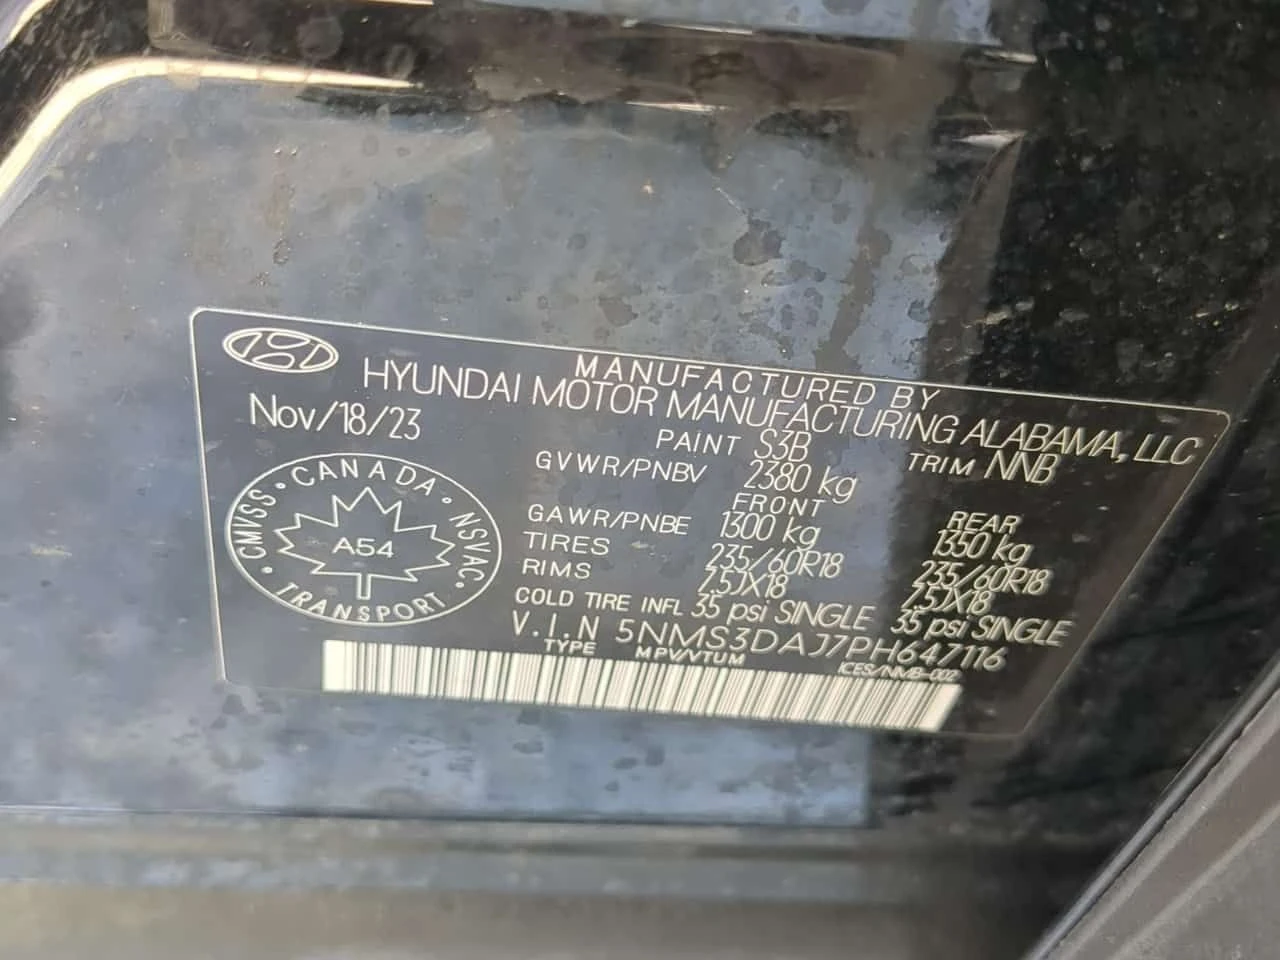 MANUFACTURED BY
HYUNDAI MOTOR MANUFACTURING ALABAMA, LLC
Nov/18/23
PAINT S3B TRIM NNB
GVWR/PNBV 2380 kg
FRONT REAR
GAWR/PNBE 1300 kg 1350 kg
TIRES 235/60R18 235/60R18
RIMS 7.5JX18 7.5JX18
COLD TIRE INFL 35 psi SINGLE 35 psi SINGLE
V.I.N 5NMS3DAJ7PH647116
TYPE MPV/VTUM ICES/NMB-002
CANADA
CMVSS • NSVAC
A54
TRANSPORT